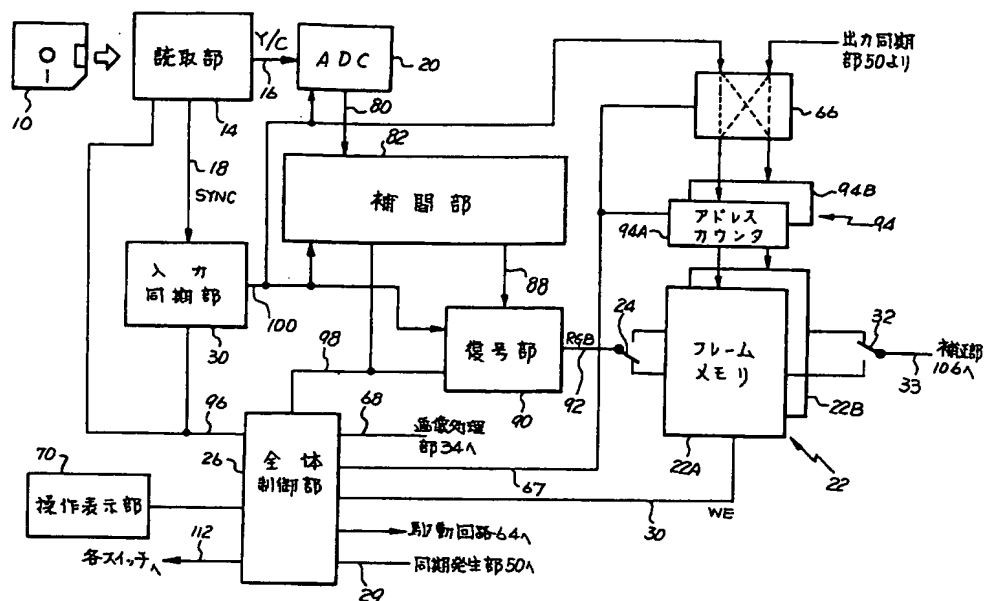 読取部
Y/C
ADC
出力同期
部50より
10
14
16
20
80
82
66
18
SYNC
補間部
94B
94
94A
アドレス
カウンタ
入力
同期部
30
100
88
24
32
復号部
RGB
92
90
フレーム
メモリ
補正部
106へ
33
22B
22A
22
98
96
68
画像処理
部34へ
26
全体
制御部
67
70
操作表示部
30
WE
112
各スイッチへ
駆動回路64へ
同期発生部50へ
29